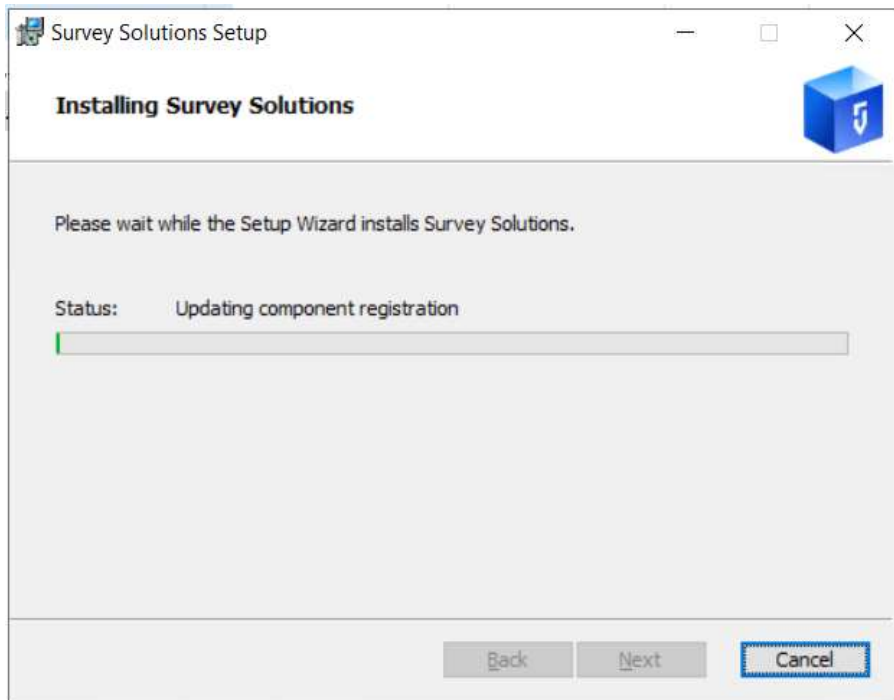 Survey Solutions Setup
Installing Survey Solutions
Please wait while the Setup Wizard installs Survey Solutions.
Status: Updating component registration
Back Next Cancel